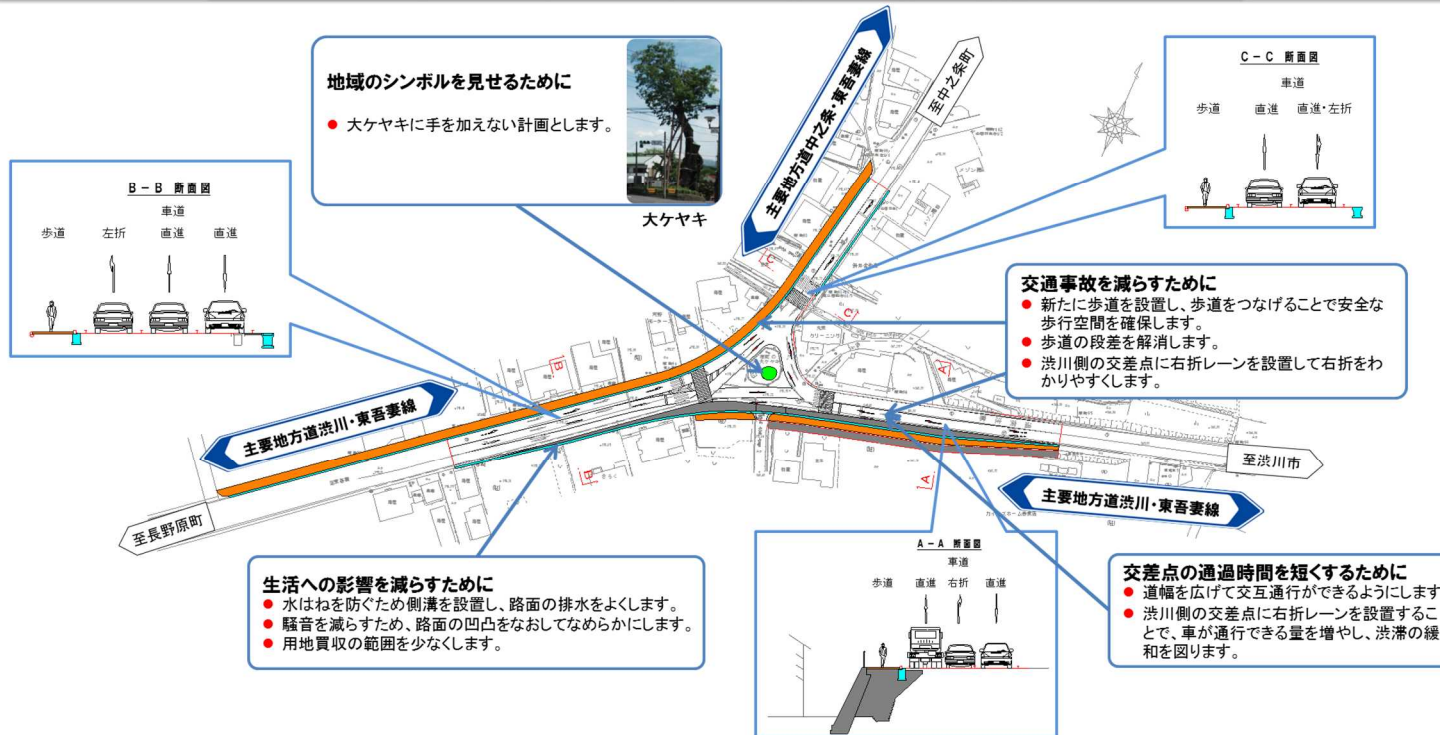 地域のシンボルを見せるために
● 大ケヤキに手を加えない計画とします。
大ケヤキ
主要地方道中之条・東吾妻線
至中之条町
C－C 断面図
車道
歩道 直進 直進・左折
B－B 断面図
車道
歩道 左折 直進 直進
交通事故を減らすために
● 新たに歩道を設置し、歩道をつなげることで安全な
歩行空間を確保します。
● 歩道の段差を解消します。
● 渋川側の交差点に右折レーンを設置して右折をわ
かりやすくします。
C
C'
B
B
A'
A
主要地方道渋川・東吾妻線
至長野原町
至渋川市
主要地方道渋川・東吾妻線
生活への影響を減らすために
● 水はねを防ぐため側溝を設置し、路面の排水をよくします。
● 騒音を減らすため、路面の凹凸をなおしてなめらかにします。
● 用地買収の範囲を少なくします。
A－A 断面図
車道
歩道 直進 右折 直進
交差点の通過時間を短くするために
● 道幅を広げて交互通行ができるようにします
● 渋川側の交差点に右折レーンを設置するこ
とで、車が通行できる量を増やし、渋滞の緩
和を図ります。